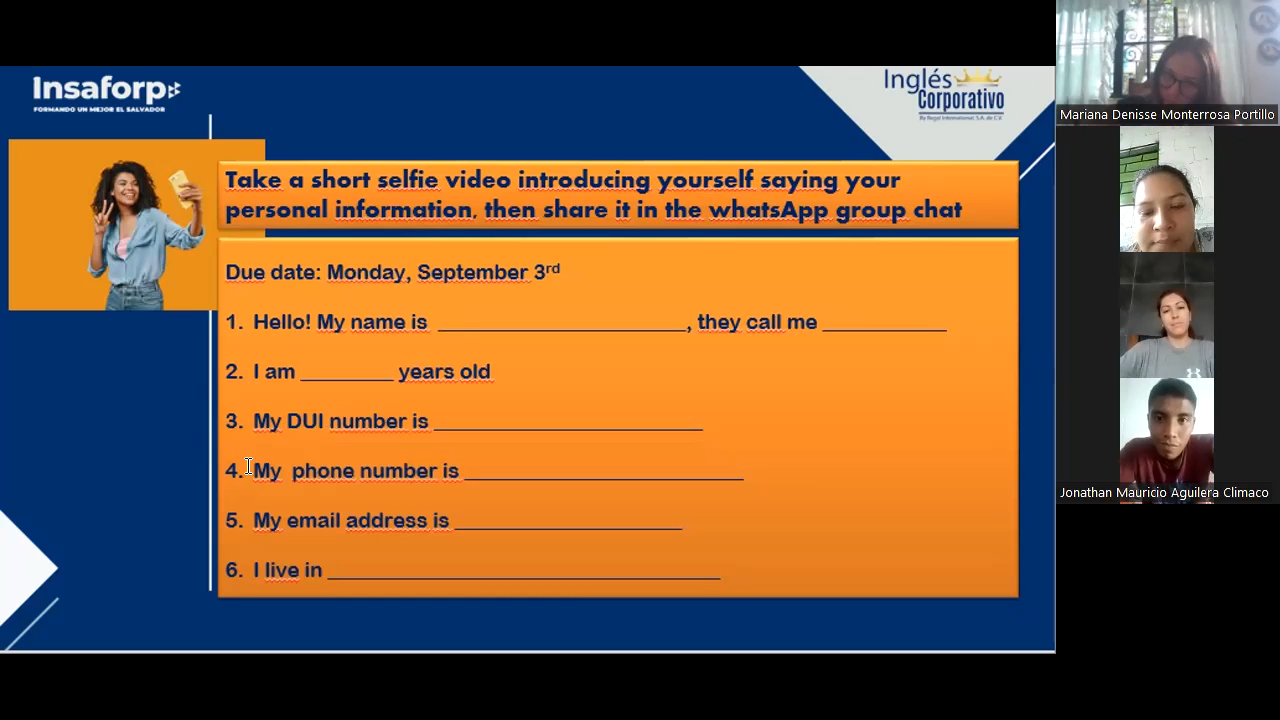 Insaforp
FORMANDO UN MEJOR EL SALVADOR
Inglés
Corporativo
By Regal International, S.A. de C.V.
Take a short selfie video introducing yourself saying your
personal information, then share it in the whatsApp group chat
Due date: Monday, September 3rd
1. Hello! My name is ______________________, they call me ___________
2. I am ________ years old
3. My DUI number is ________________________
4. My phone number is _________________________
5. My email address is ____________________
6. I live in ___________________________________
Mariana Denisse Monterrosa Portillo
Jonathan Mauricio Aguilera Climaco